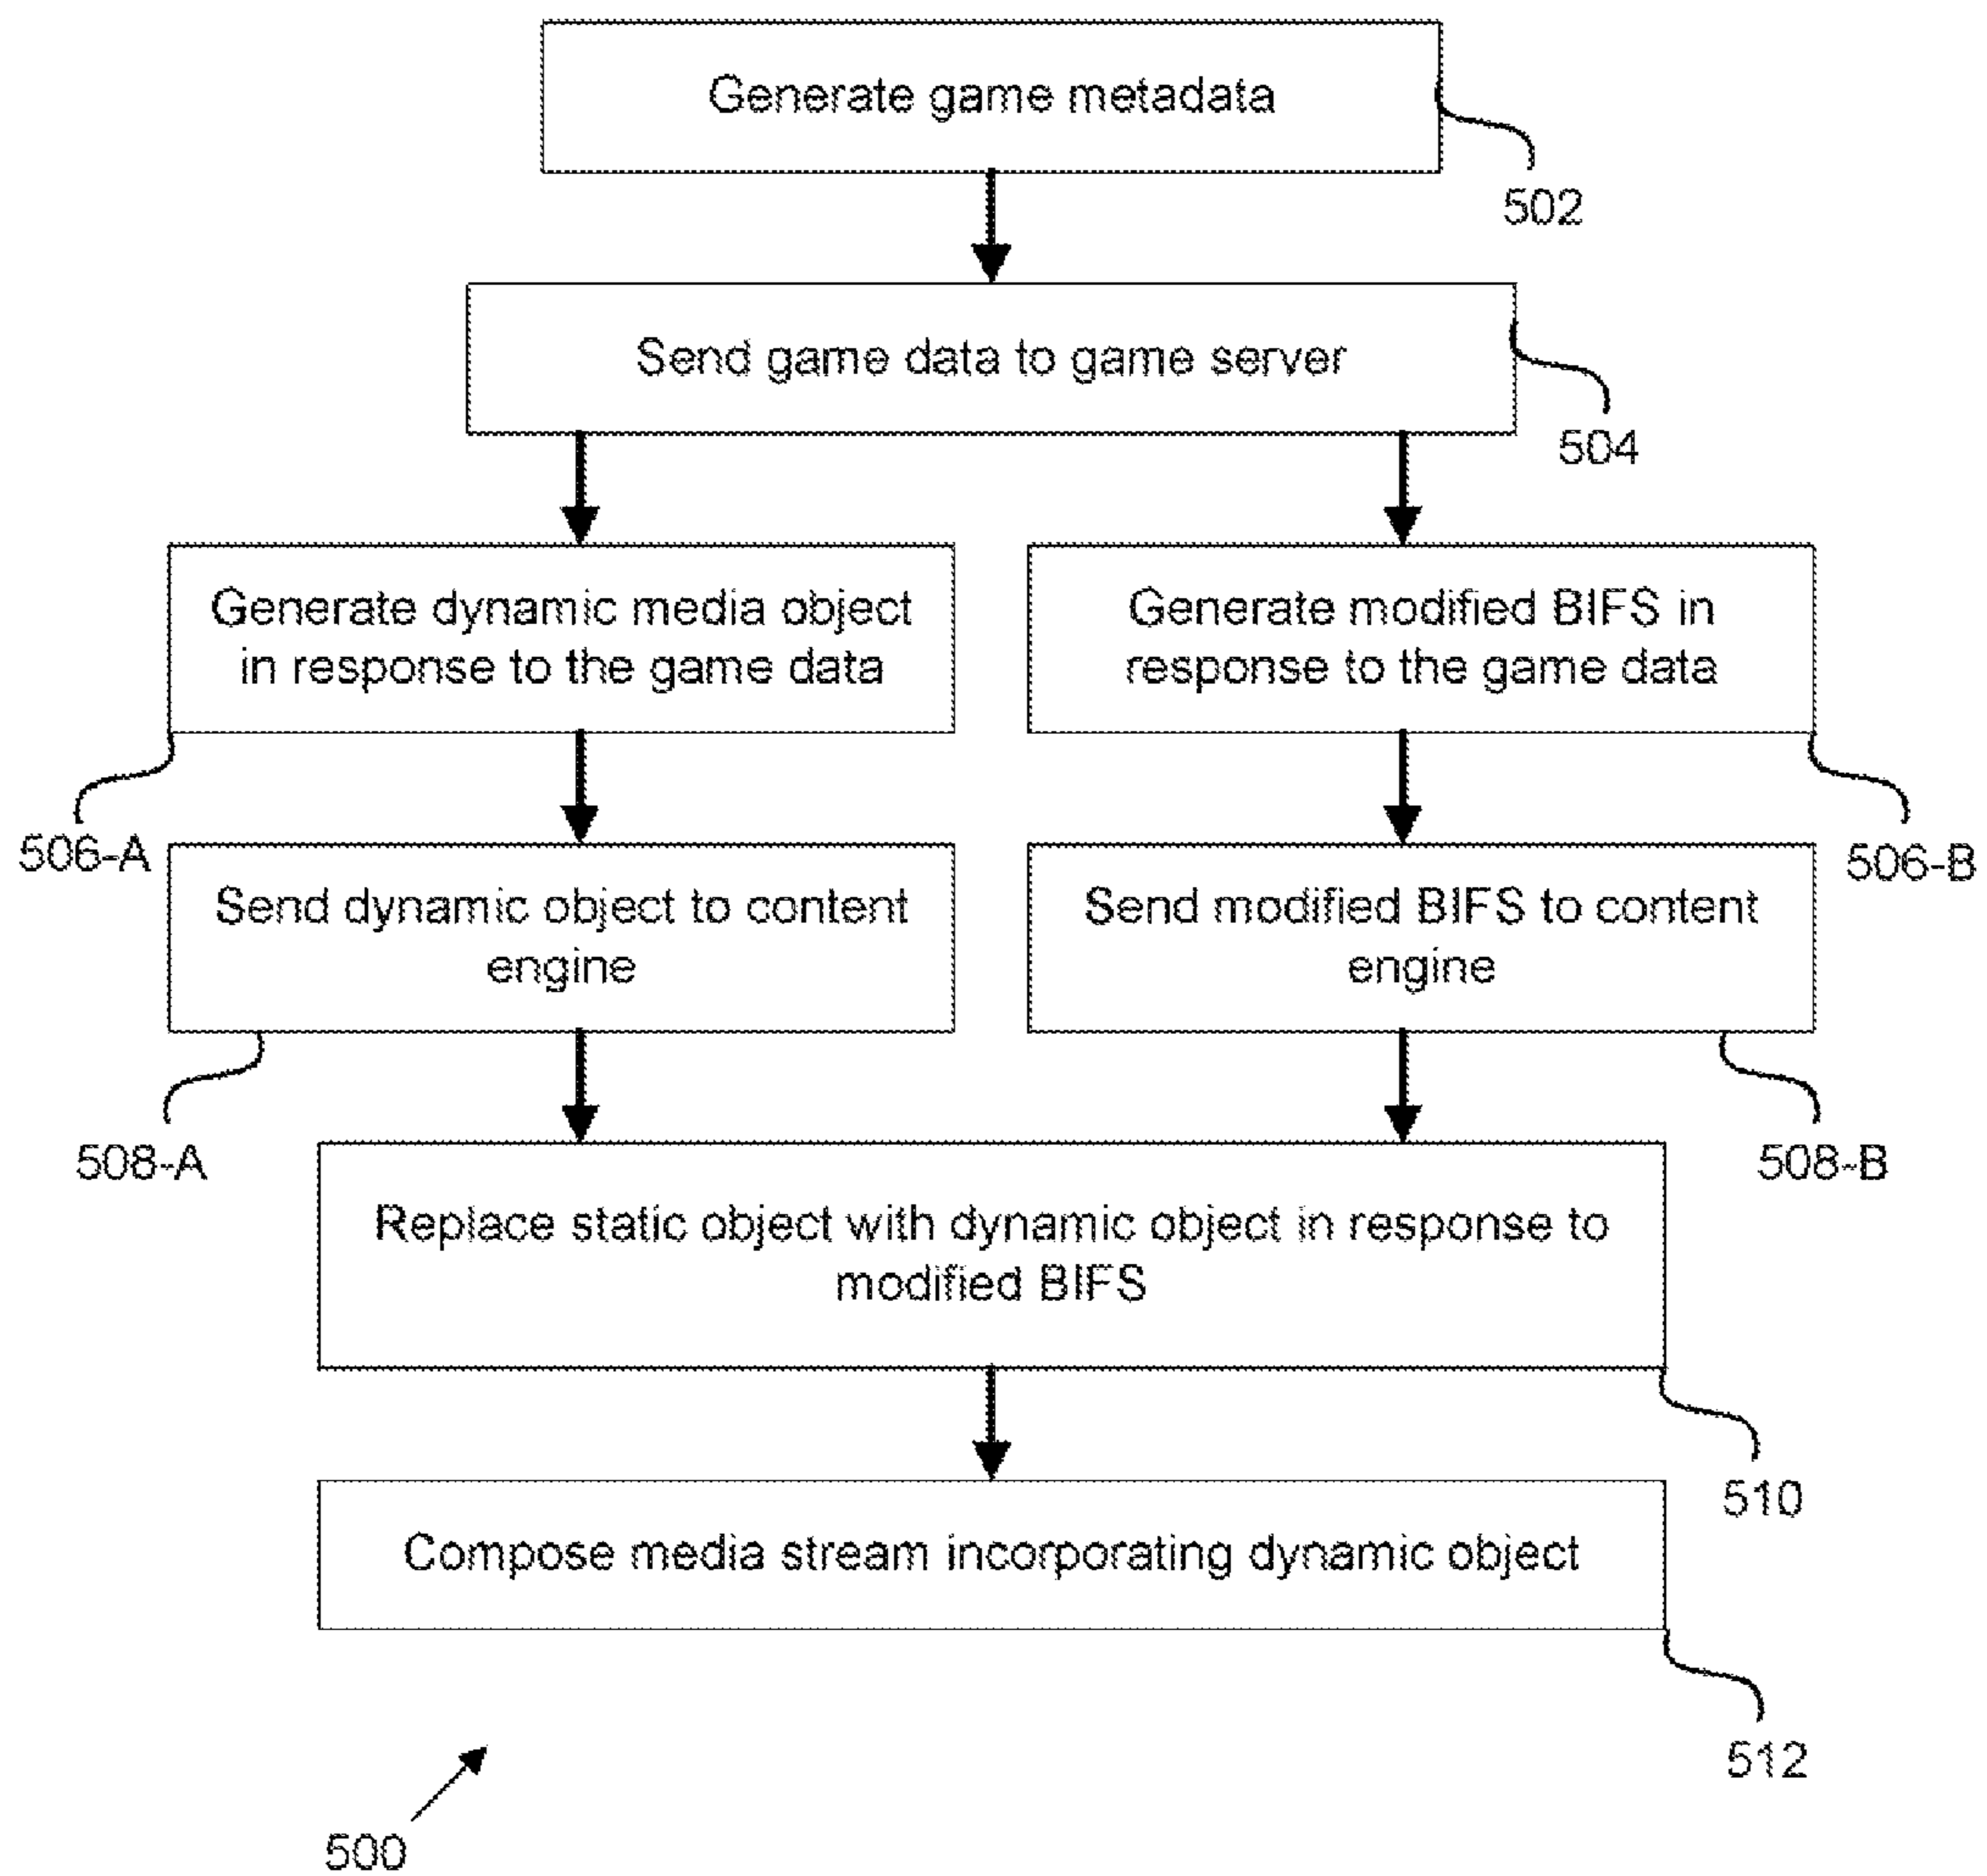 Generate game metadata
502
Send game data to game server
504
Generate dynamic media object
in response to the game data
Generate modified BIFS in
response to the game data
506-A
506-B
Send dynamic object to content
engine
Send modified BIFS to content
engine
508-A
508-B
Replace static object with dynamic object in response to
modified BIFS
510
Compose media stream incorporating dynamic object
512
500